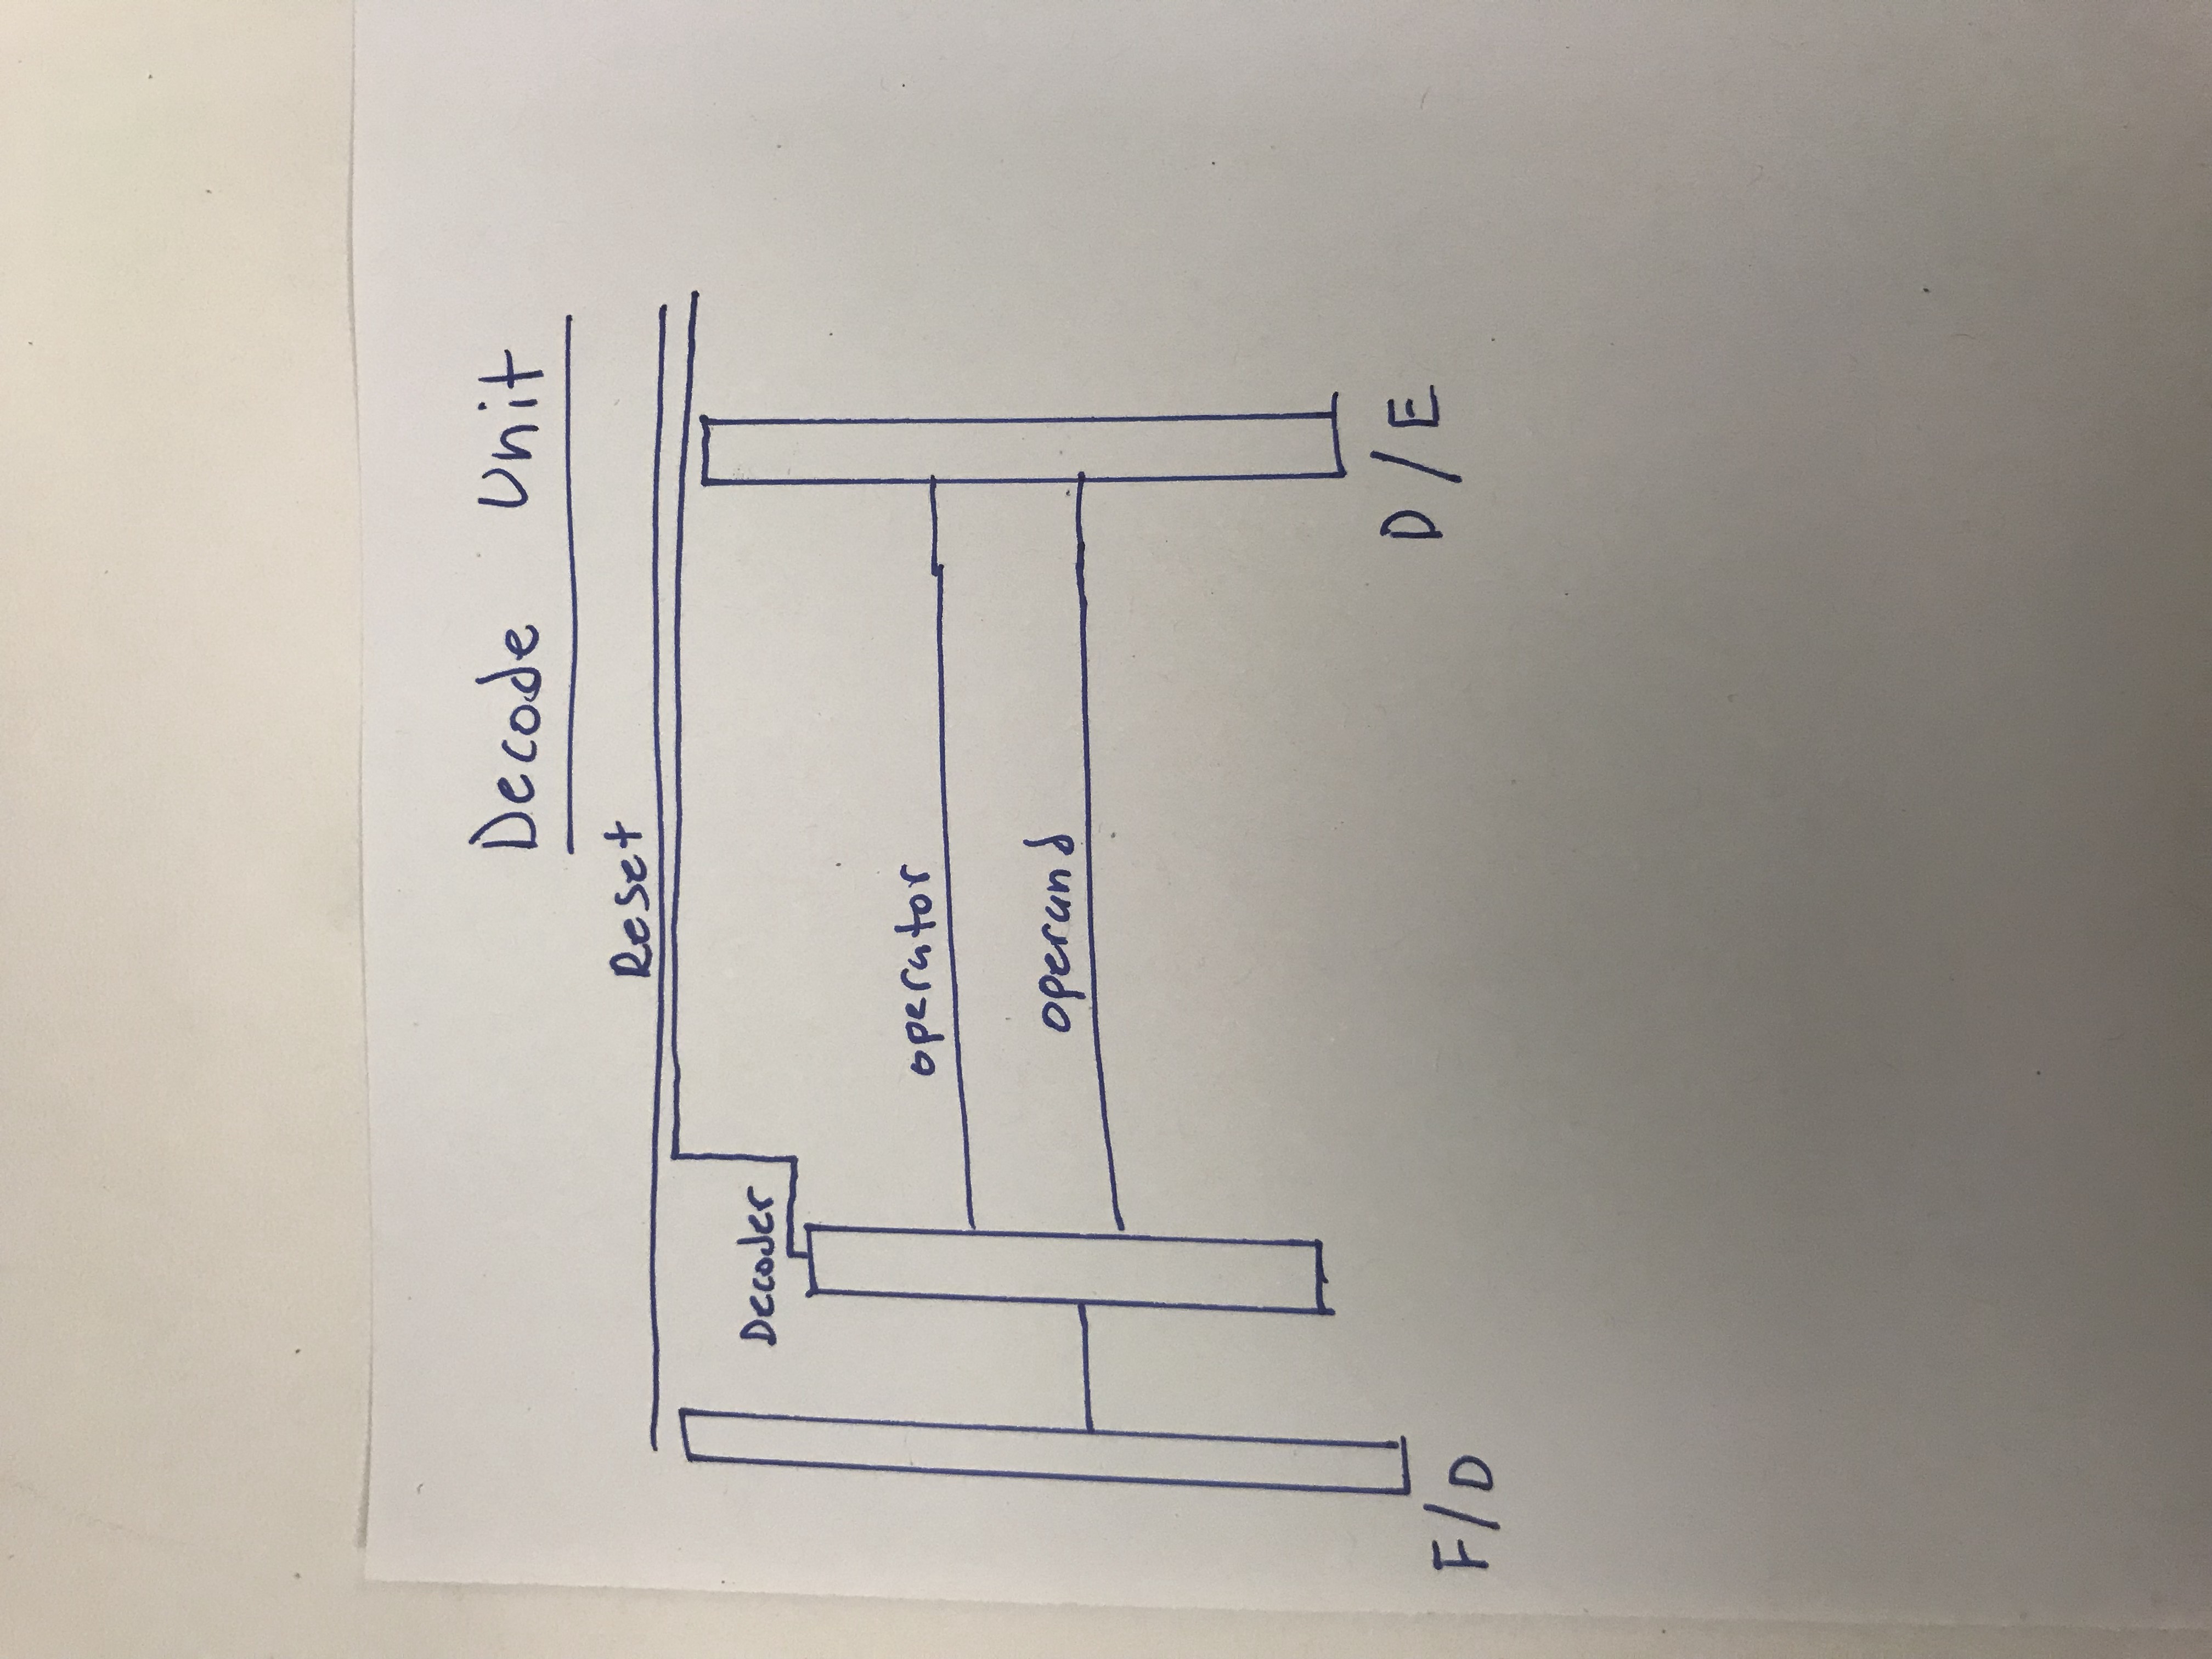 Decode Unit
Reset
Decoder
operator
operand
D/E
F/D